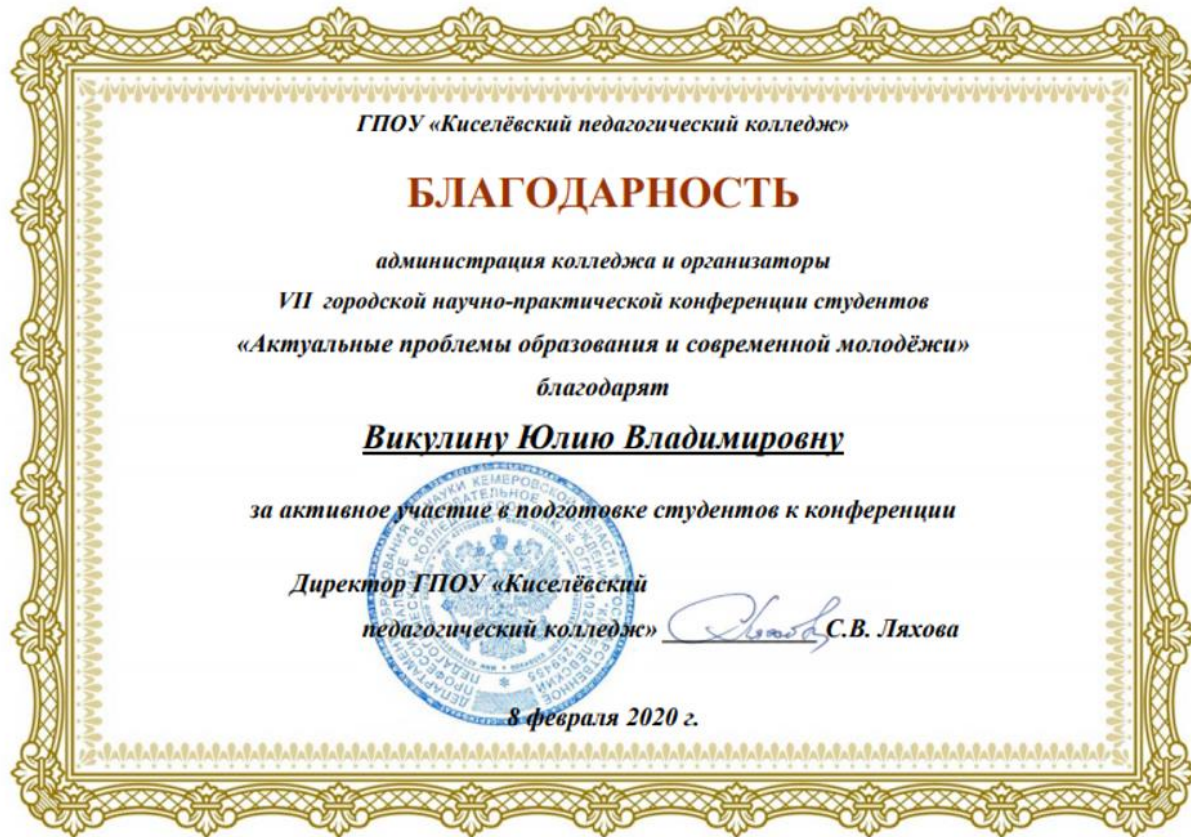 ГПОУ «Киселёвский педагогический колледж»
БЛАГОДАРНОСТЬ
администрация колледжа и организаторы
VII городской научно-практической конференции студентов
«Актуальные проблемы образования и современной молодёжи»
благодарят
Викулину Юлию Владимировну
за активное участие в подготовке студентов к конференции
Директор ГПОУ «Киселёвский
педагогический колледж» С.В. Ляхова
8 февраля 2020 г.